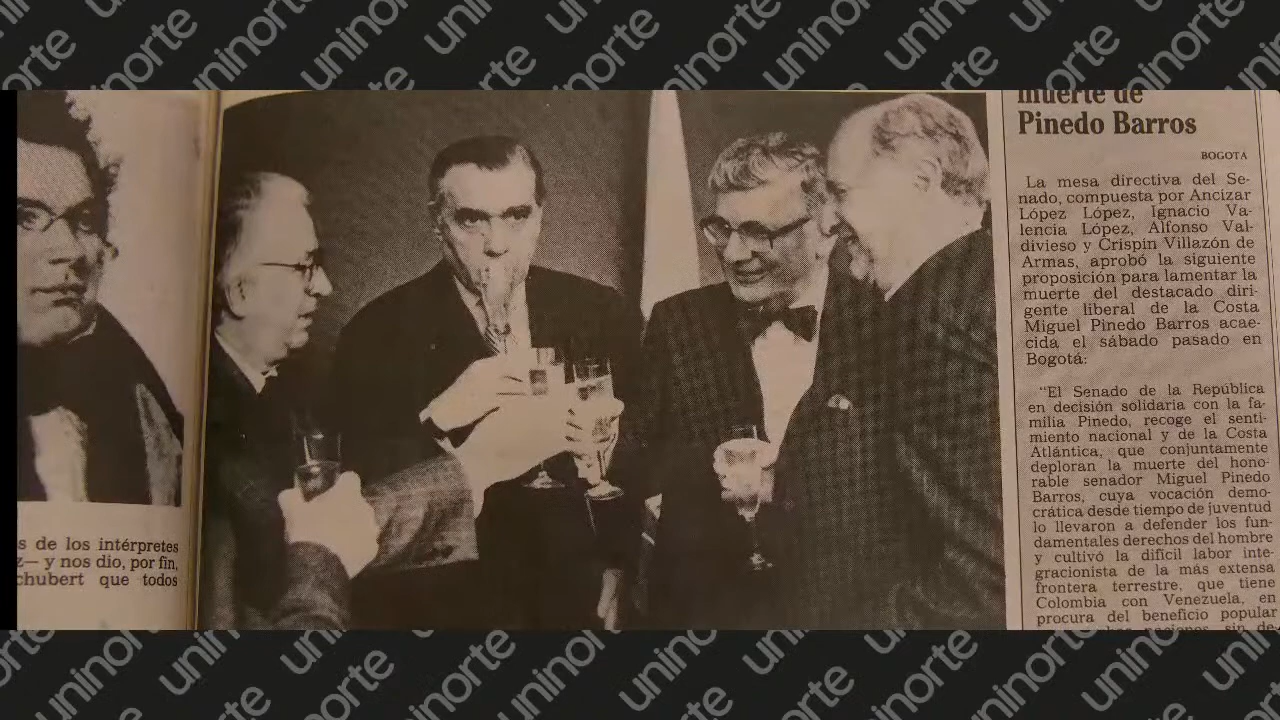 s de los intérpretes
z— y nos dio, por fin,
chubert que todos
muerte de
Pinedo Barros
BOGOTA
La mesa directiva del Se-
nado, compuesta por Ancizar
López López, Ignacio Va-
lencia López, Alfonso Val-
divieso y Crispin Villazón de
Armas, aprobó la siguiente
proposición para lamentar la
muerte del destacado diri-
gente liberal de la Costa
Miguel Pinedo Barros acae-
cida el sábado pasado en
Bogotá:
"El Senado de la República
en decisión solidaria con la fa-
milia Pinedo, recoge el senti-
miento nacional y de la Costa
Atlántica, que conjuntamente
deploran la muerte del hono-
rable senador Miguel Pinedo
Barros, cuya vocación demo-
crática desde tiempo de juventud
lo llevaron a defender los fun-
damentales derechos del hombre
y cultivó la difícil labor inte-
gracionista de la más extensa
frontera terrestre, que tiene
Colombia con Venezuela, en
procura del beneficio popular
uninorte